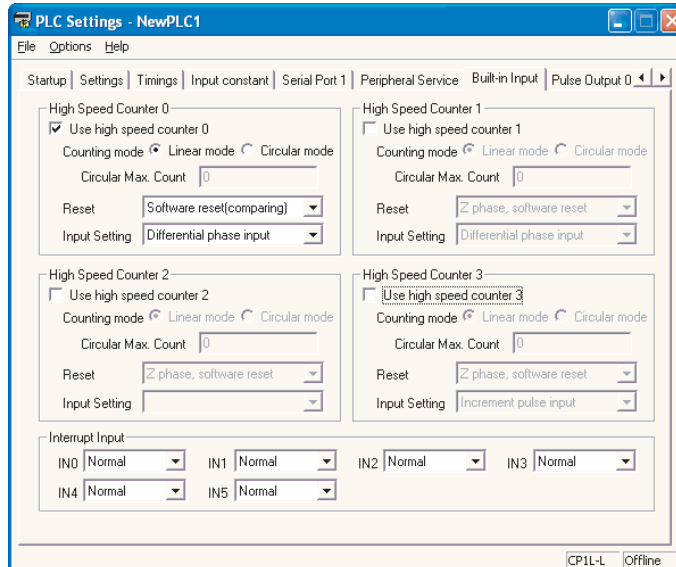 PLC Settings - NewPLC1
File Options Help
Startup Settings Timings Input constant Serial Port 1 Peripheral Service Built-in Input Pulse Output 0
High Speed Counter 0
Use high speed counter 0
Counting mode Linear mode Circular mode
Circular Max. Count 0
Reset Software reset(comparing)
Input Setting Differential phase input
High Speed Counter 1
Use high speed counter 1
Counting mode Linear mode Circular mode
Circular Max. Count 0
Reset Z phase, software reset
Input Setting Differential phase input
High Speed Counter 2
Use high speed counter 2
Counting mode Linear mode Circular mode
Circular Max. Count 0
Reset Z phase, software reset
Input Setting
High Speed Counter 3
Use high speed counter 3
Counting mode Linear mode Circular mode
Circular Max. Count 0
Reset Z phase, software reset
Input Setting Increment pulse input
Interrupt Input
IN0 Normal IN1 Normal IN2 Normal IN3 Normal
IN4 Normal IN5 Normal
CP1L-L Offline